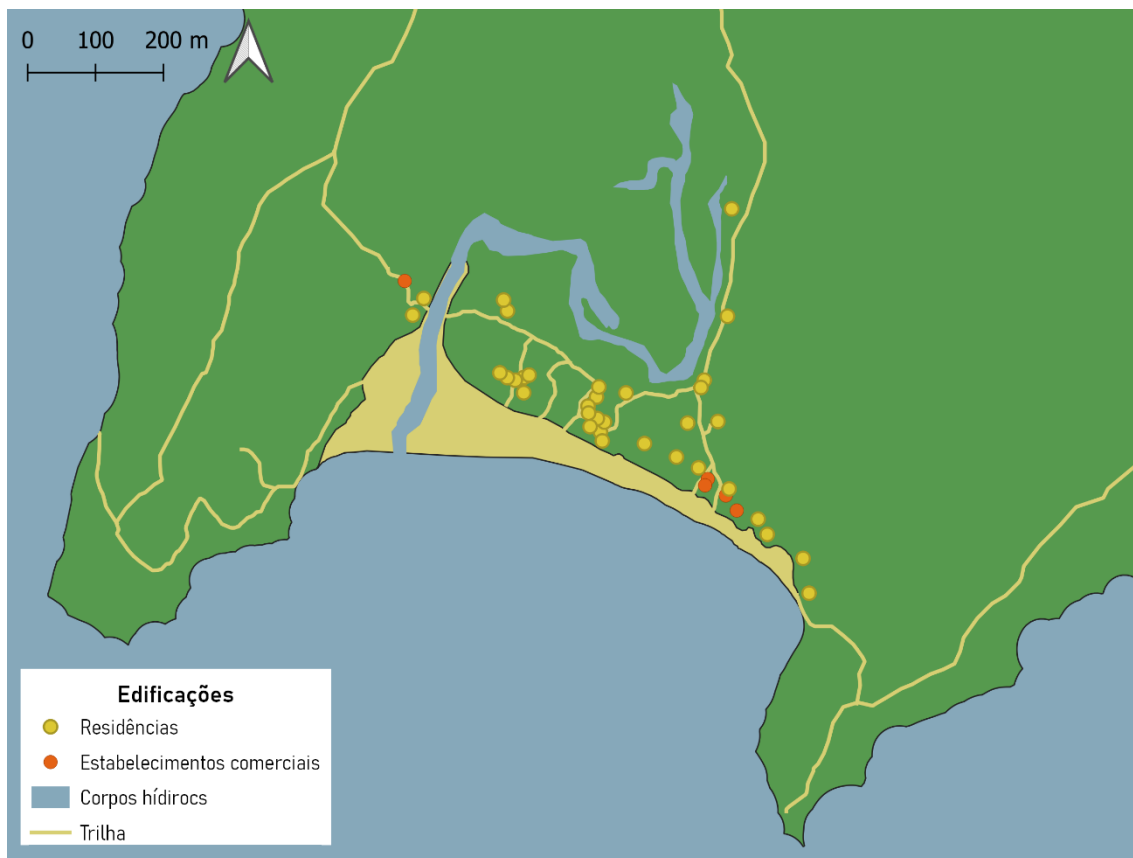 0 100 200 m
Edificações
Residências
Estabelecimentos comerciais
Corpos hídirocs
Trilha